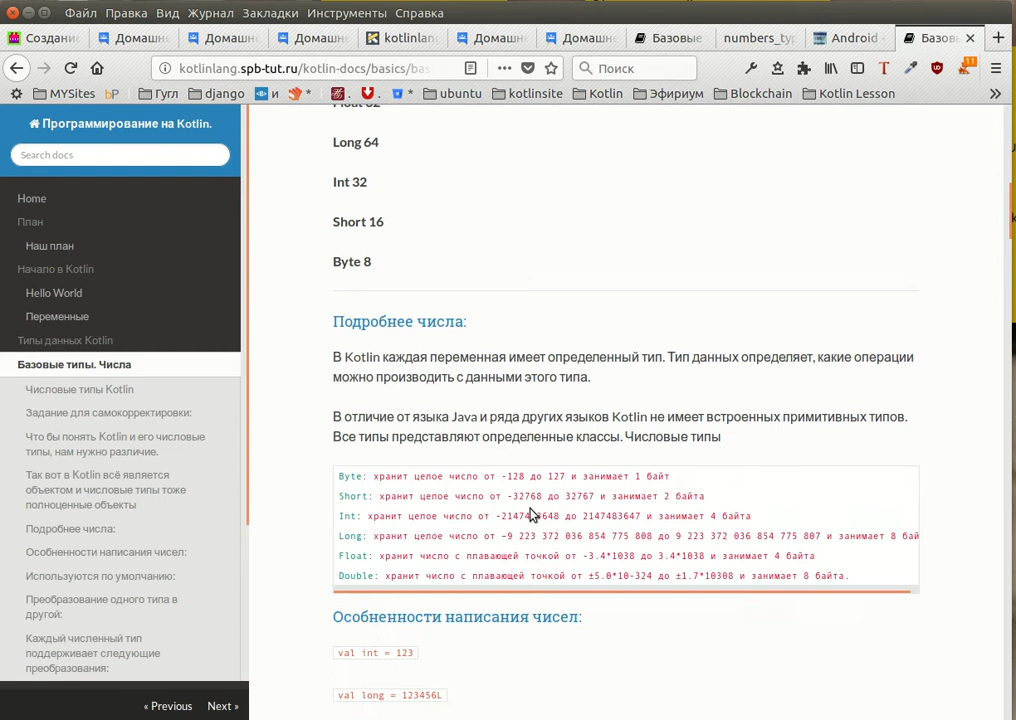 Файл Правка Вид Журнал Закладки Инструменты Справка
Создани Домашн Домашн Домашн kotlinlan Домашн Домашн Базовые numbers_ty Android Базов
kotlinlang.spb-tut.ru/kotlin-docs/basics/bas Поиск
MYSites bP Гугл django и * * ubuntu kotlinsite Kotlin Эфириум Blockchain Kotlin Lesson
11
Программирование на Kotlin.
Search docs
Home
План
Наш план
Начало в Kotlin
Hello World
Переменные
Типы данных Kotlin
Базовые типы. Числа
Числовые типы Kotlin
Задание для самокорректировки:
Что бы понять Kotlin и его числовые
типы, нам нужно различие.
Так вот в Kotlin всё является
объектом и числовые типы тоже
полноценные объекты
Подробнее числа:
Особенности написания чисел:
Используются по умолчанию:
Преобразование одного типа в
другой:
Каждый численный тип
поддерживает следующие
преобразования:
« Previous Next »
Float 32
Long 64
Int 32
Short 16
Byte 8
Подробнее числа:
В Kotlin каждая переменная имеет определенный тип. Тип данных определяет, какие операции
можно производить с данными этого типа.
В отличие от языка Java и ряда других языков Kotlin не имеет встроенных примитивных типов.
Все типы представляют определенные классы. Числовые типы
Byte: хранит целое число от -128 до 127 и занимает 1 байт
Short: хранит целое число от -32768 до 32767 и занимает 2 байта
Int: хранит целое число от -2147483648 до 2147483647 и занимает 4 байта
Long: хранит целое число от –9 223 372 036 854 775 808 до 9 223 372 036 854 775 807 и занимает 8 бай
Float: хранит число с плавающей точкой от -3.4*1038 до 3.4*1038 и занимает 4 байта
Double: хранит число с плавающей точкой от ±5.0*10-324 до ±1.7*10308 и занимает 8 байта.
Особенности написания чисел:
val int = 123
val long = 123456L